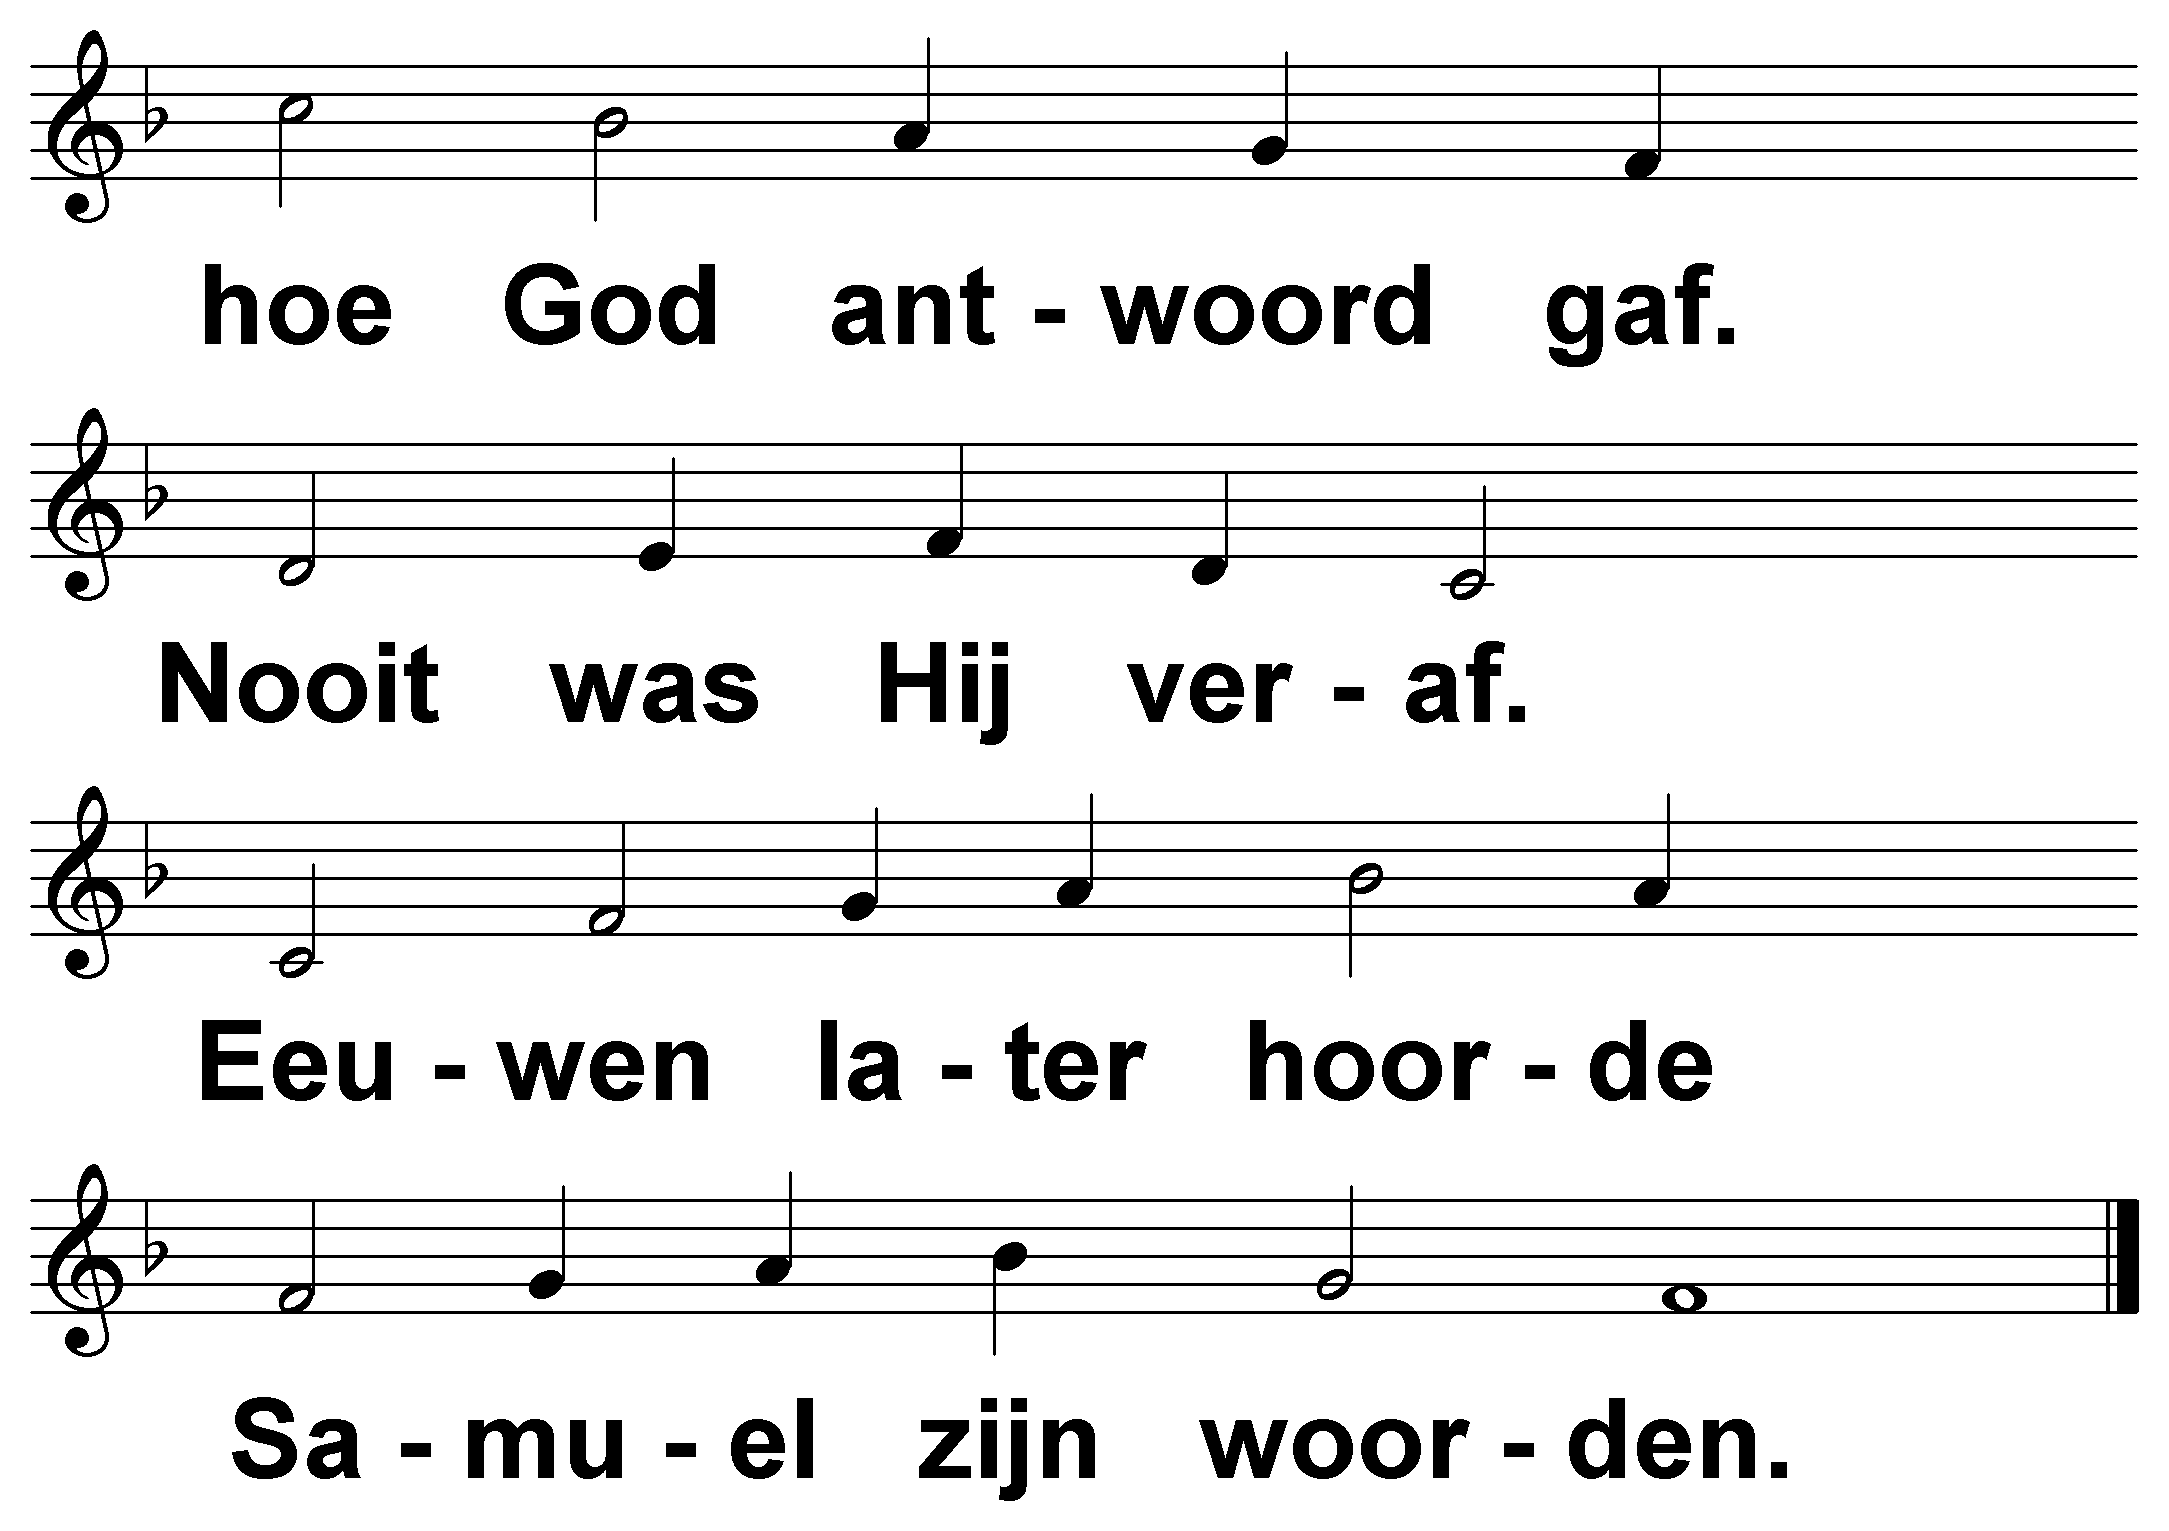 hoe God ant - woord gaf.
Nooit was Hij ver - af.
Eeu - wen la - ter hoor - de
Sa - mu - el zijn woor - den.